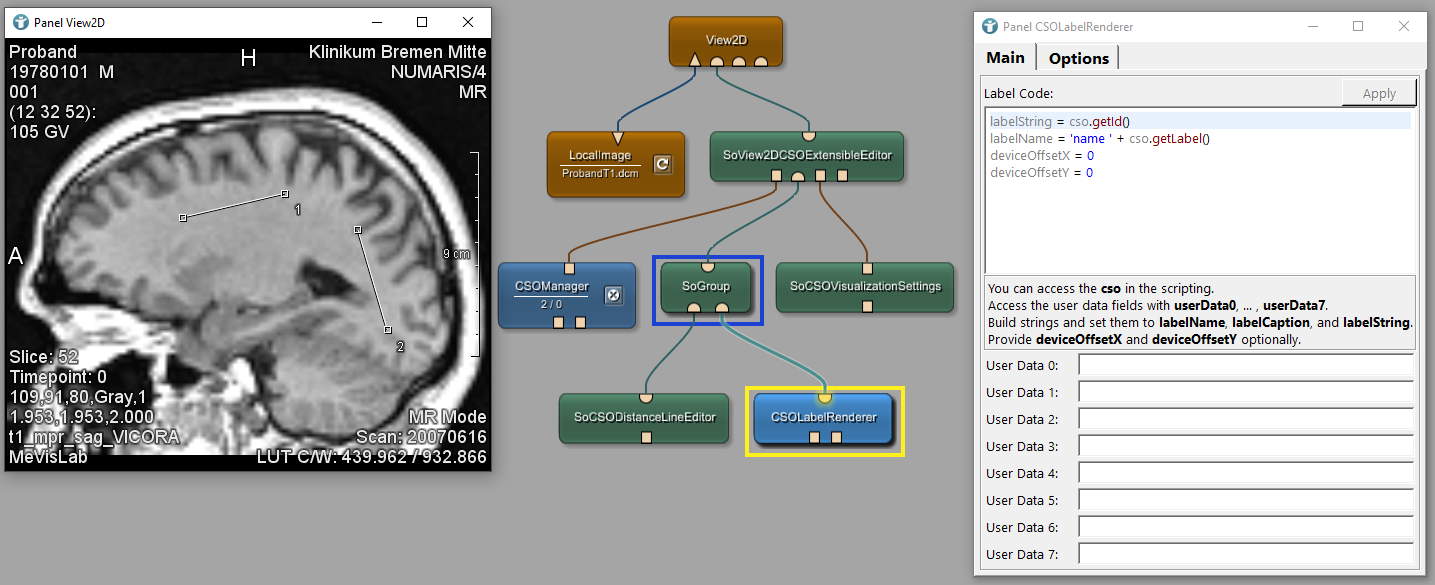 Panel View2D
Proband
19780101 M
001
(12 32 52):
105 GV
H
Klinikum Bremen Mitte
NUMARIS/4
MR
A
1
9 cm
2
Slice: 52
Timepoint: 0
109,91,80,Gray,1
1.953,1.953,2.000
t1_mpr_sag_VICORA
MeVisLab
MR Mode
Scan: 20070616
LUT C/W: 439.962 / 932.866
View2D
LocalImage
ProbandT1.dcm
SoView2DCSOExtensibleEditor
CSOManager
2 / 0
SoGroup
SoCSOVisualizationSettings
SoCSODistanceLineEditor
CSOLabelRenderer
Panel CSOLabelRenderer
Main
Options
Label Code:
Apply
labelString = cso.getId()
labelName = 'name ' + cso.getLabel()
deviceOffsetX = 0
deviceOffsetY = 0
You can access the cso in the scripting.
Access the user data fields with userData0, ... , userData7.
Build strings and set them to labelName, labelCaption, and labelString.
Provide deviceOffsetX and deviceOffsetY optionally.
User Data 0:
User Data 1:
User Data 2:
User Data 3:
User Data 4:
User Data 5:
User Data 6:
User Data 7: